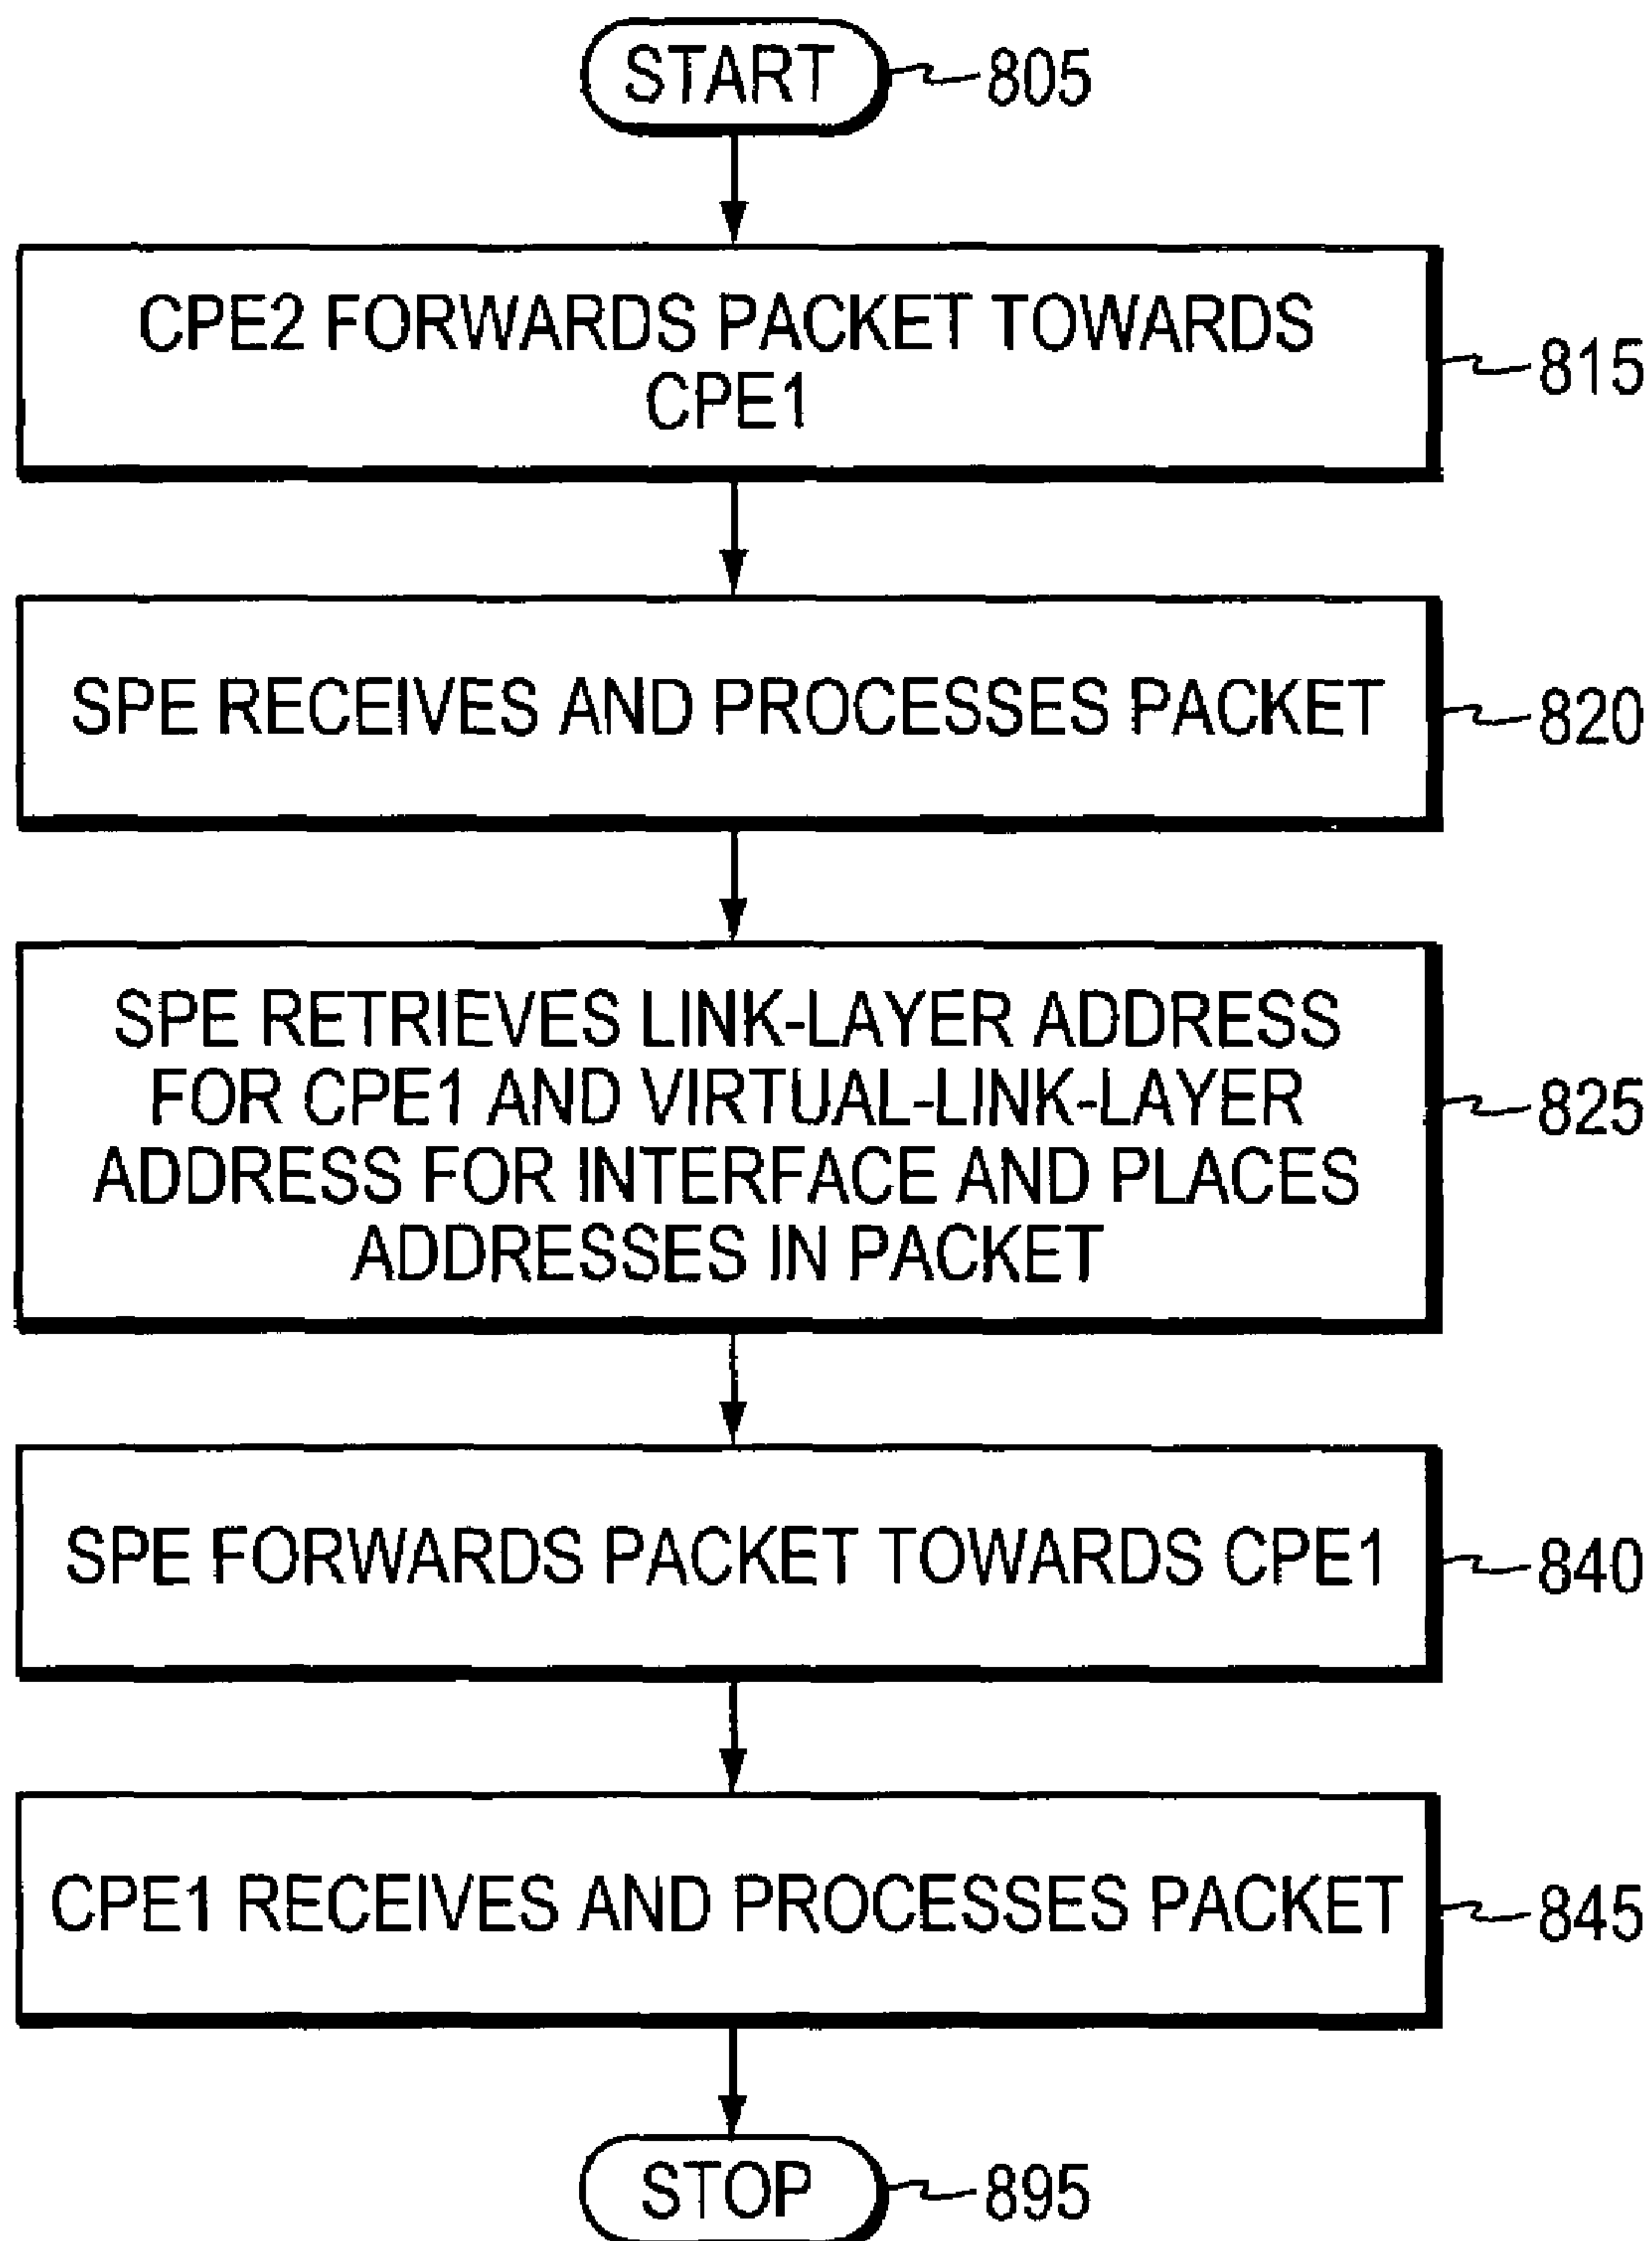 START
805
CPE2 FORWARDS PACKET TOWARDS
CPE1
815
SPE RECEIVES AND PROCESSES PACKET
820
SPE RETRIEVES LINK-LAYER ADDRESS
FOR CPE1 AND VIRTUAL-LINK-LAYER
ADDRESS FOR INTERFACE AND PLACES
ADDRESSES IN PACKET
825
SPE FORWARDS PACKET TOWARDS CPE1
840
CPE1 RECEIVES AND PROCESSES PACKET
845
STOP
895